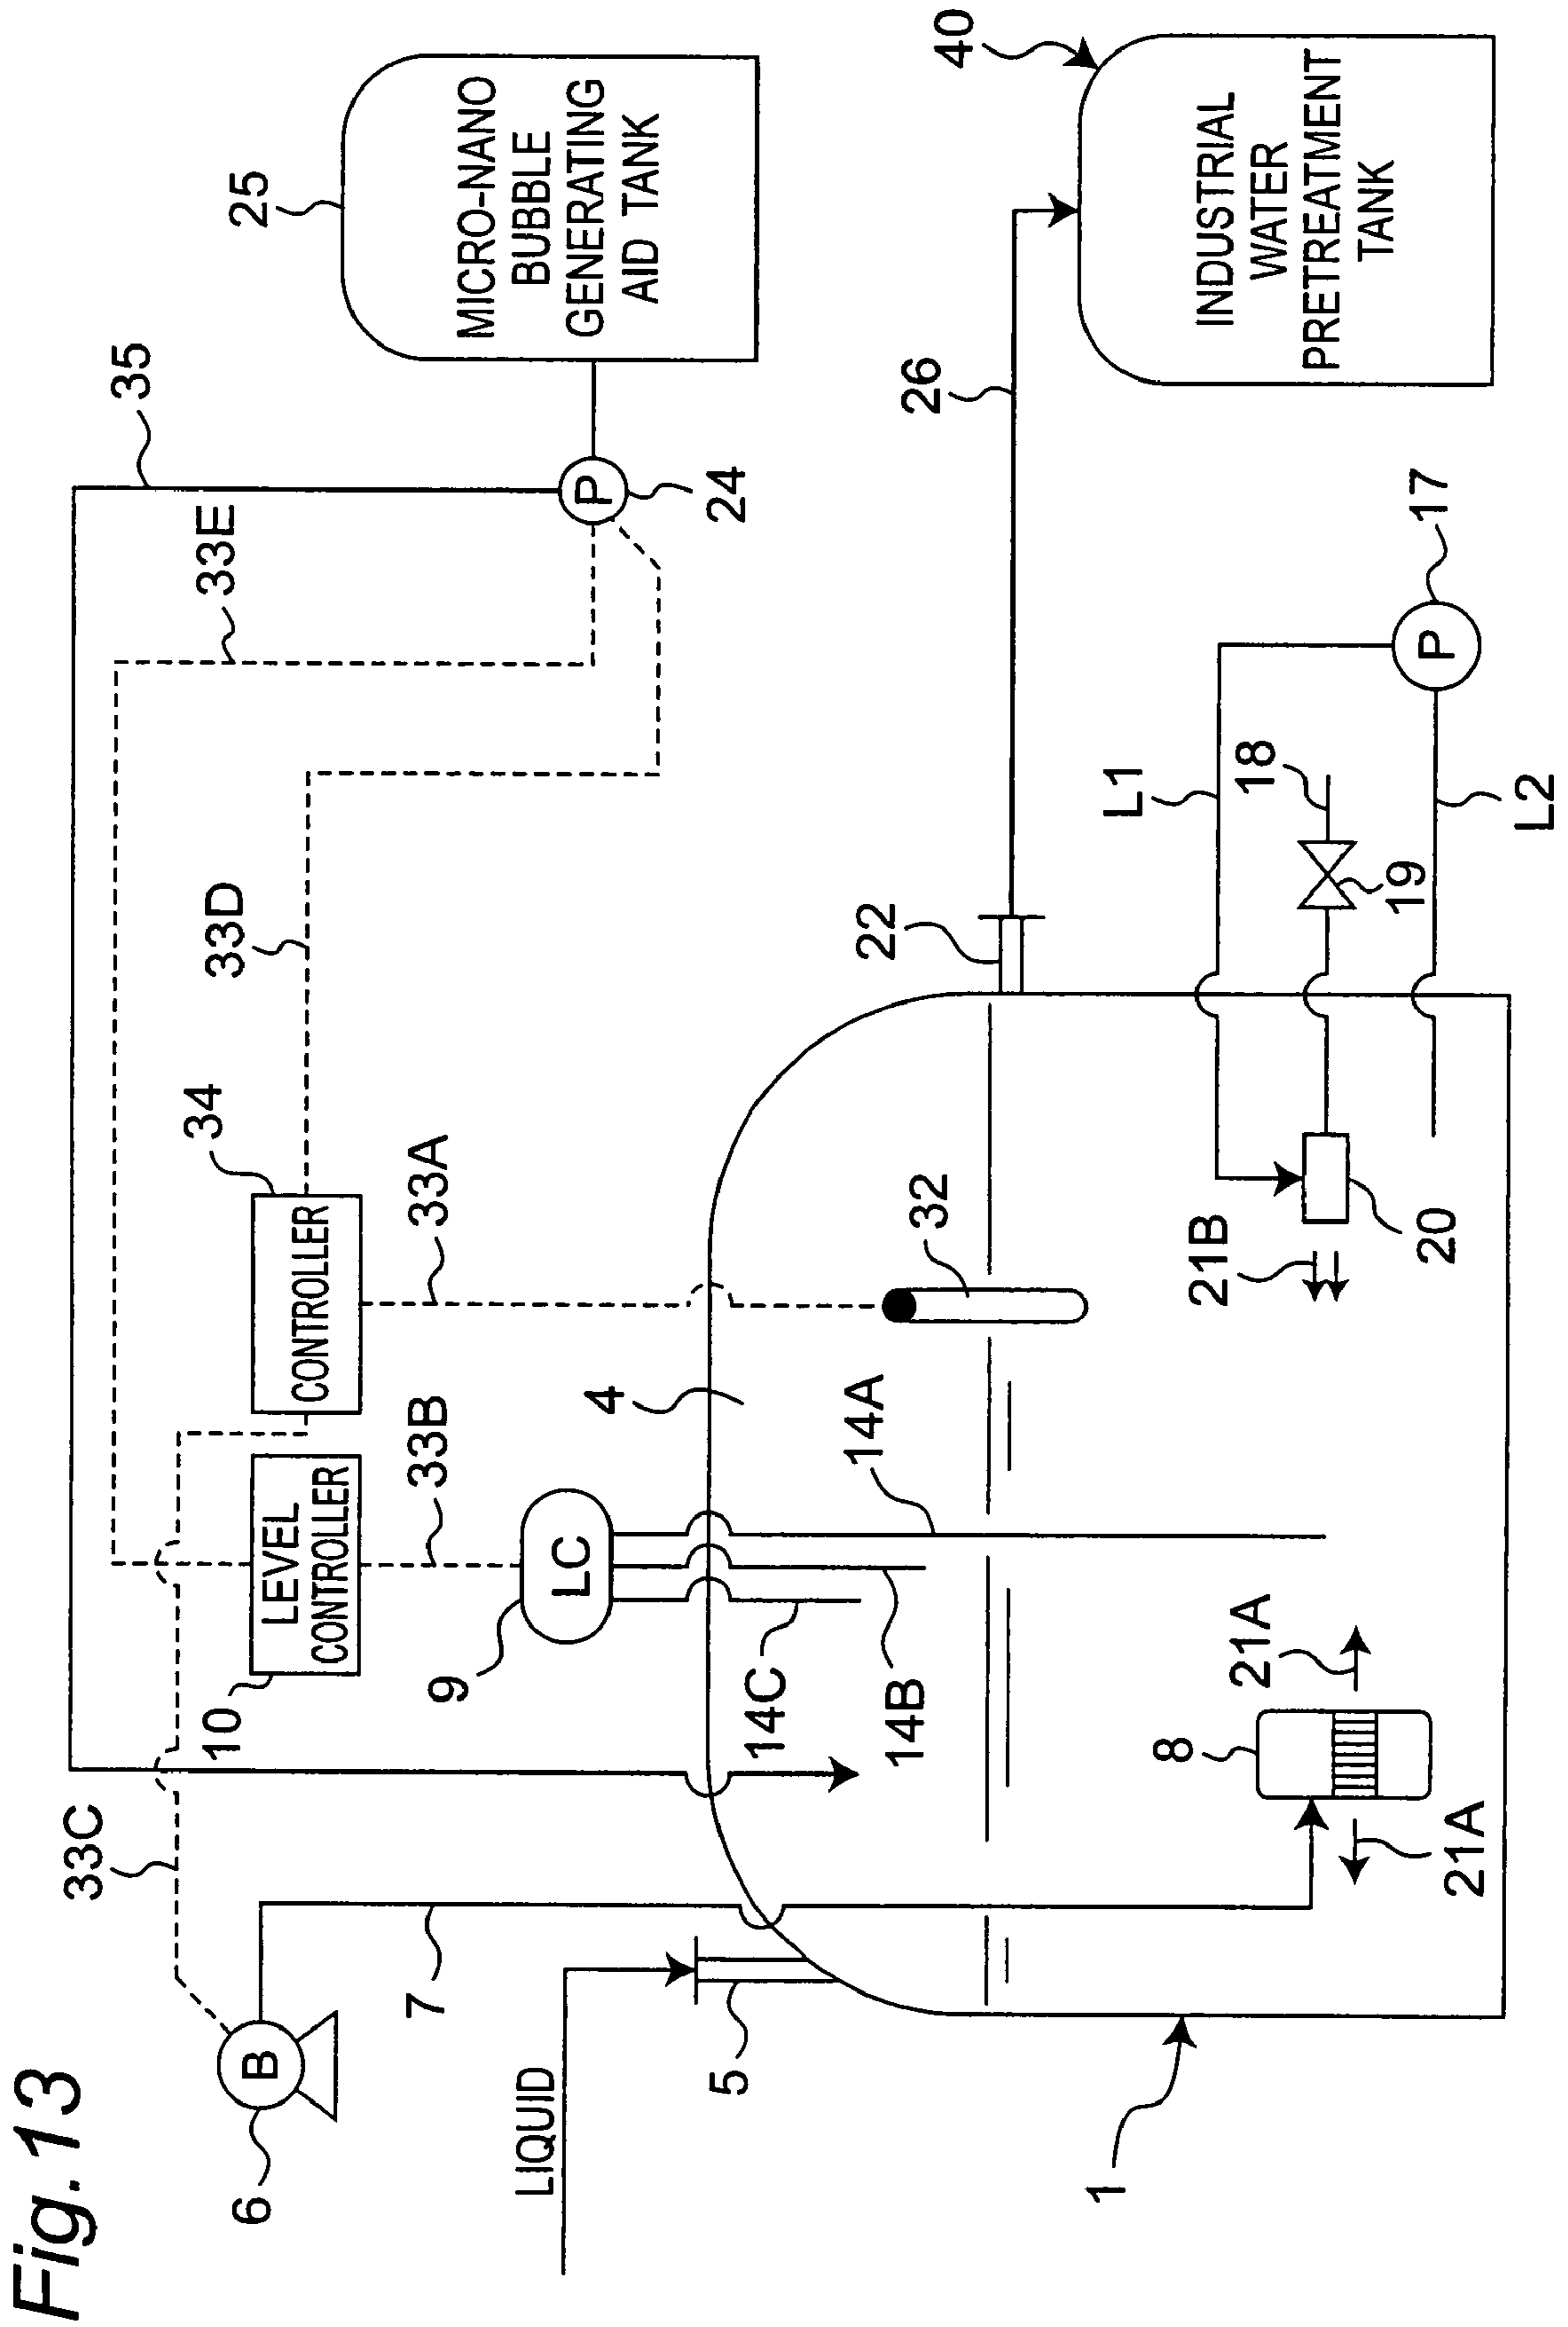 Fig. 13
35
33E
25
MICRO-NANO
BUBBLE
GENERATING
AID TANK
P
24
33D
34
CONTROLLER
33A
33C
10
LEVEL
CONTROLLER
33B
9
LC
B
6
7
LIQUID
5
4
14C
14B
14A
32
22
26
40
INDUSTRIAL
WATER
PRETREATMENT
TANK
L1
18
19
P
17
L2
21B
20
8
21A
21A
1